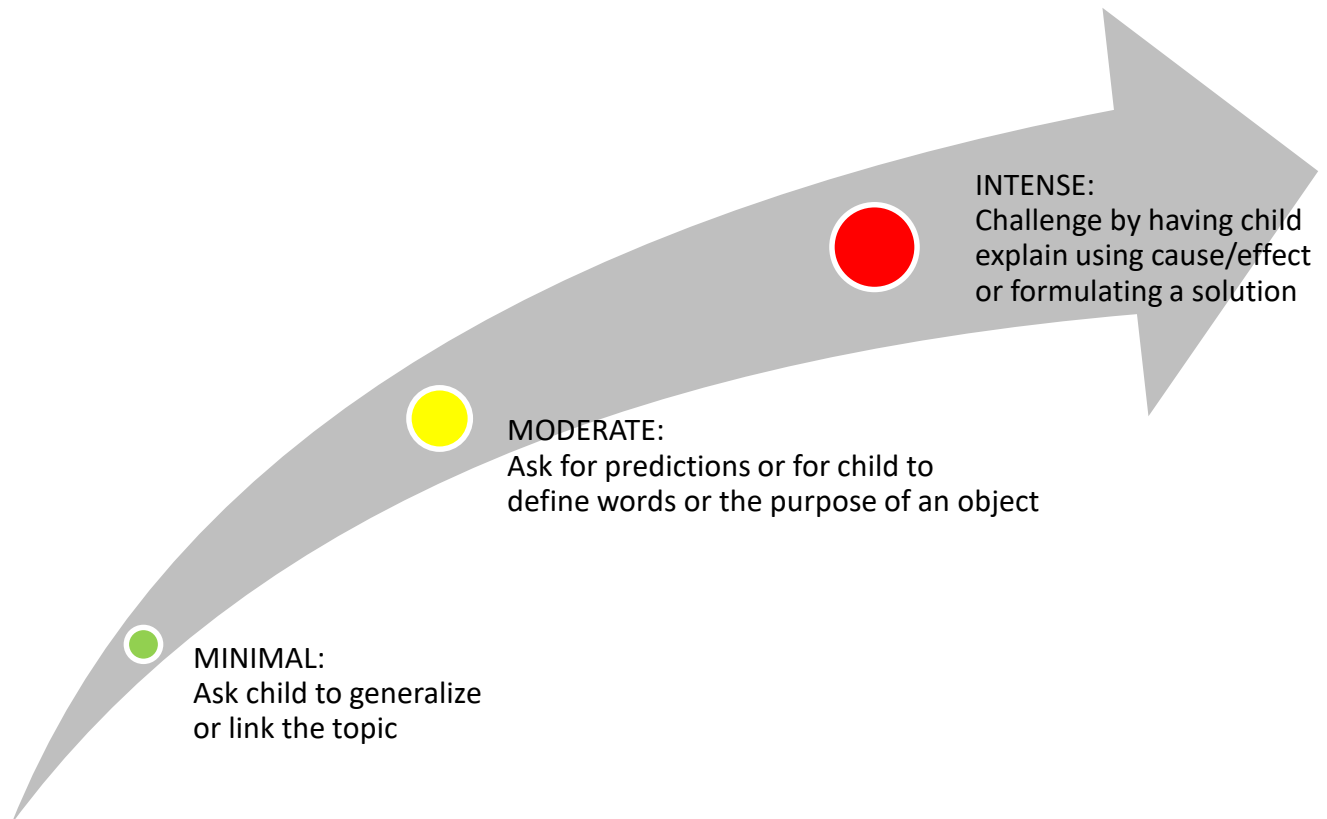 INTENSE:
Challenge by having child
explain using cause/effect
or formulating a solution
MODERATE:
Ask for predictions or for child to
define words or the purpose of an object
MINIMAL:
Ask child to generalize
or link the topic